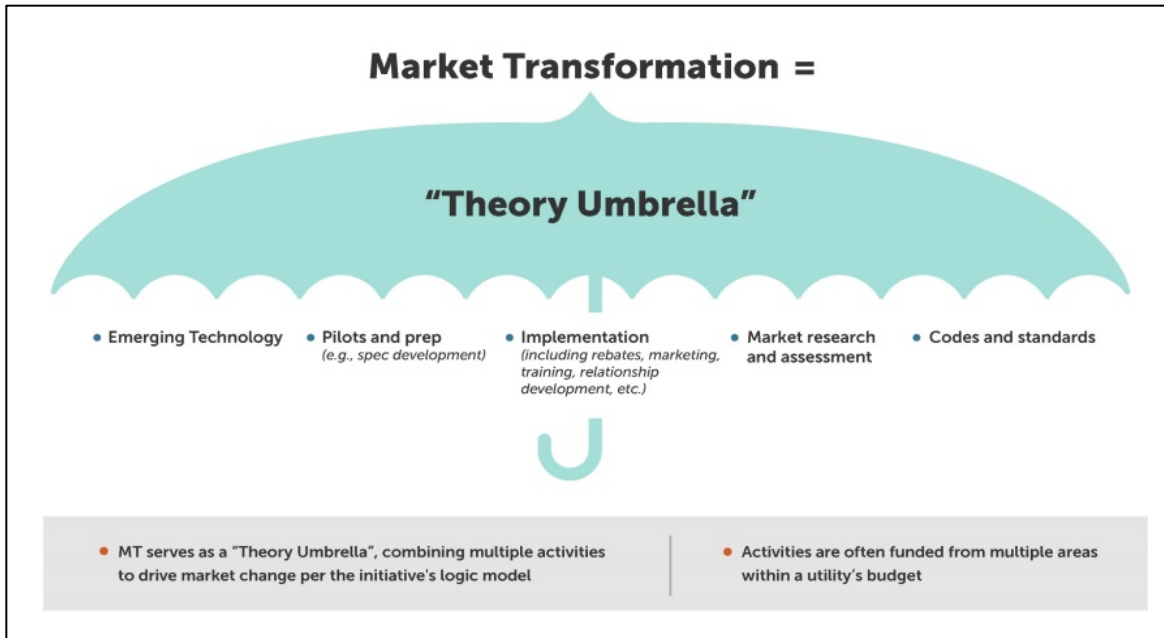 Market Transformation =
“Theory Umbrella”
• Emerging Technology
• Pilots and prep
(e.g., spec development)
• Implementation
(including rebates, marketing,
training, relationship
development, etc.)
• Market research
and assessment
• Codes and standards
• MT serves as a “Theory Umbrella”, combining multiple activities
to drive market change per the initiative's logic model
• Activities are often funded from multiple areas
within a utility’s budget